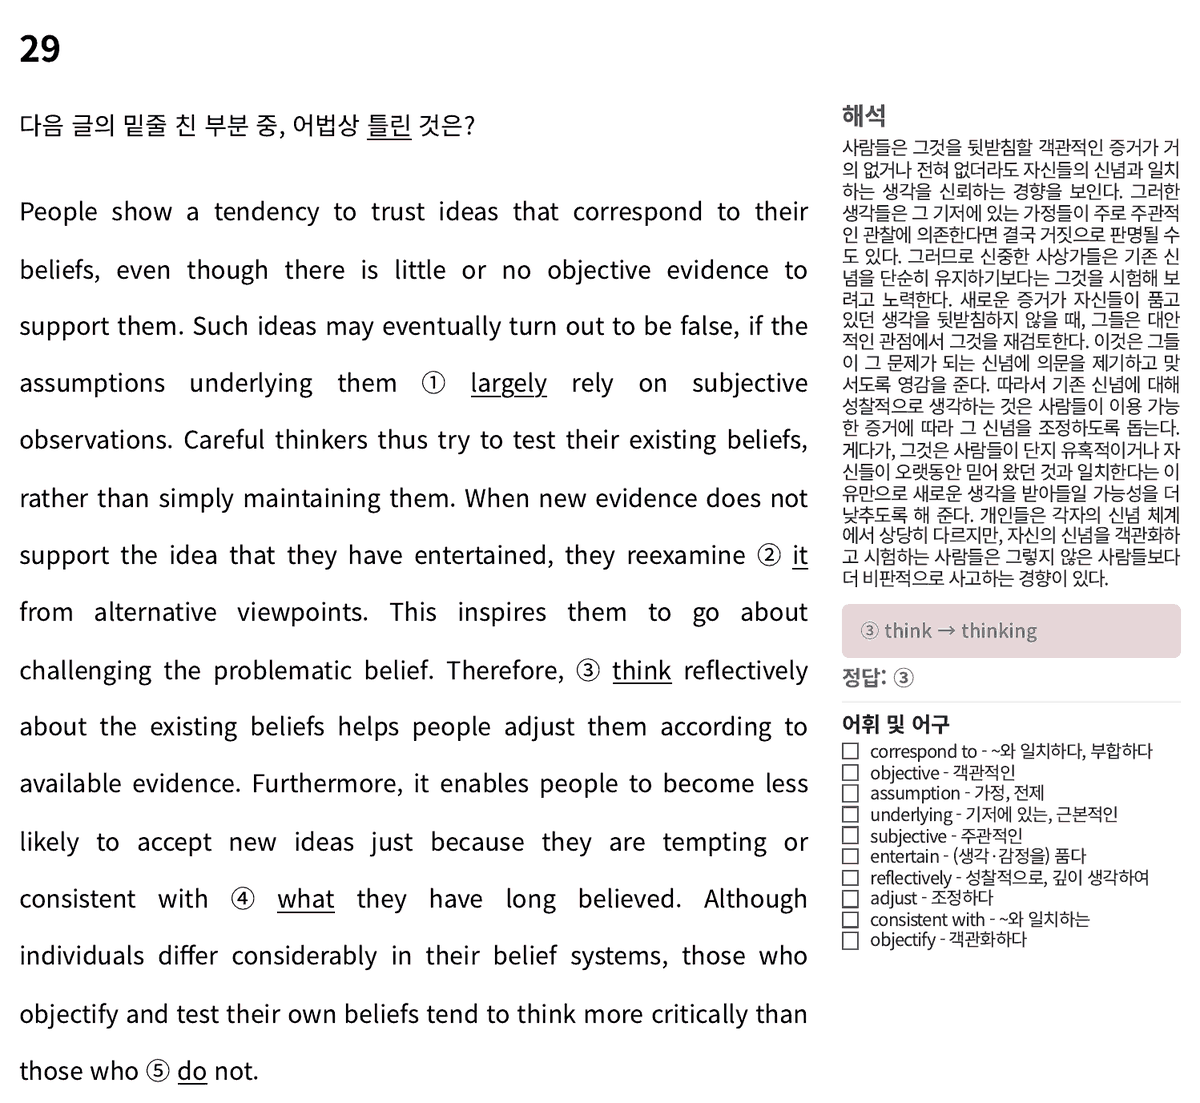 29
다음 글의 밑줄 친 부분 중, 어법상 틀린 것은?
People show a tendency to trust ideas that correspond to their
beliefs, even though there is little or no objective evidence to
support them. Such ideas may eventually turn out to be false, if the
assumptions underlying them ① largely rely on subjective
observations. Careful thinkers thus try to test their existing beliefs,
rather than simply maintaining them. When new evidence does not
support the idea that they have entertained, they reexamine ② it
from alternative viewpoints. This inspires them to go about
challenging the problematic belief. Therefore, ③ think reflectively
about the existing beliefs helps people adjust them according to
available evidence. Furthermore, it enables people to become less
likely to accept new ideas just because they are tempting or
consistent with ④ what they have long believed. Although
individuals differ considerably in their belief systems, those who
objectify and test their own beliefs tend to think more critically than
those who ⑤ do not.
해석
사람들은 그것을 뒷받침할 객관적인 증거가 거
의 없거나 전혀 없더라도 자신들의 신념과 일치
하는 생각을 신뢰하는 경향을 보인다. 그러한
생각들은 그 기저에 있는 가정들이 주로 주관적
인 관찰에 의존한다면 결국 거짓으로 판명될 수
도 있다. 그러므로 신중한 사상가들은 기존 신
념을 단순히 유지하기보다는 그것을 시험해 보
려고 노력한다. 새로운 증거가 자신들이 품고
있던 생각을 뒷받침하지 않을 때, 그들은 대안
적인 관점에서 그것을 재검토한다. 이것은 그들
이 그 문제가 되는 신념에 의문을 제기하고 맞
서도록 영감을 준다. 따라서 기존 신념에 대해
성찰적으로 생각하는 것은 사람들이 이용 가능
한 증거에 따라 그 신념을 조정하도록 돕는다.
게다가, 그것은 사람들이 단지 유혹적이거나 자
신들이 오랫동안 믿어 왔던 것과 일치한다는 이
유만으로 새로운 생각을 받아들일 가능성을 더
낮추도록 해 준다. 개인들은 각자의 신념 체계
에서 상당히 다르지만, 자신의 신념을 객관화하
고 시험하는 사람들은 그렇지 않은 사람들보다
더 비판적으로 사고하는 경향이 있다.
③ think → thinking
정답: ③
어휘 및 어구
correspond to - ~와 일치하다, 부합하다
objective - 객관적인
assumption - 가정, 전제
underlying - 기저에 있는, 근본적인
subjective - 주관적인
entertain - (생각·감정을) 품다
reflectively - 성찰적으로, 깊이 생각하여
adjust - 조정하다
consistent with - ~와 일치하는
objectify - 객관화하다